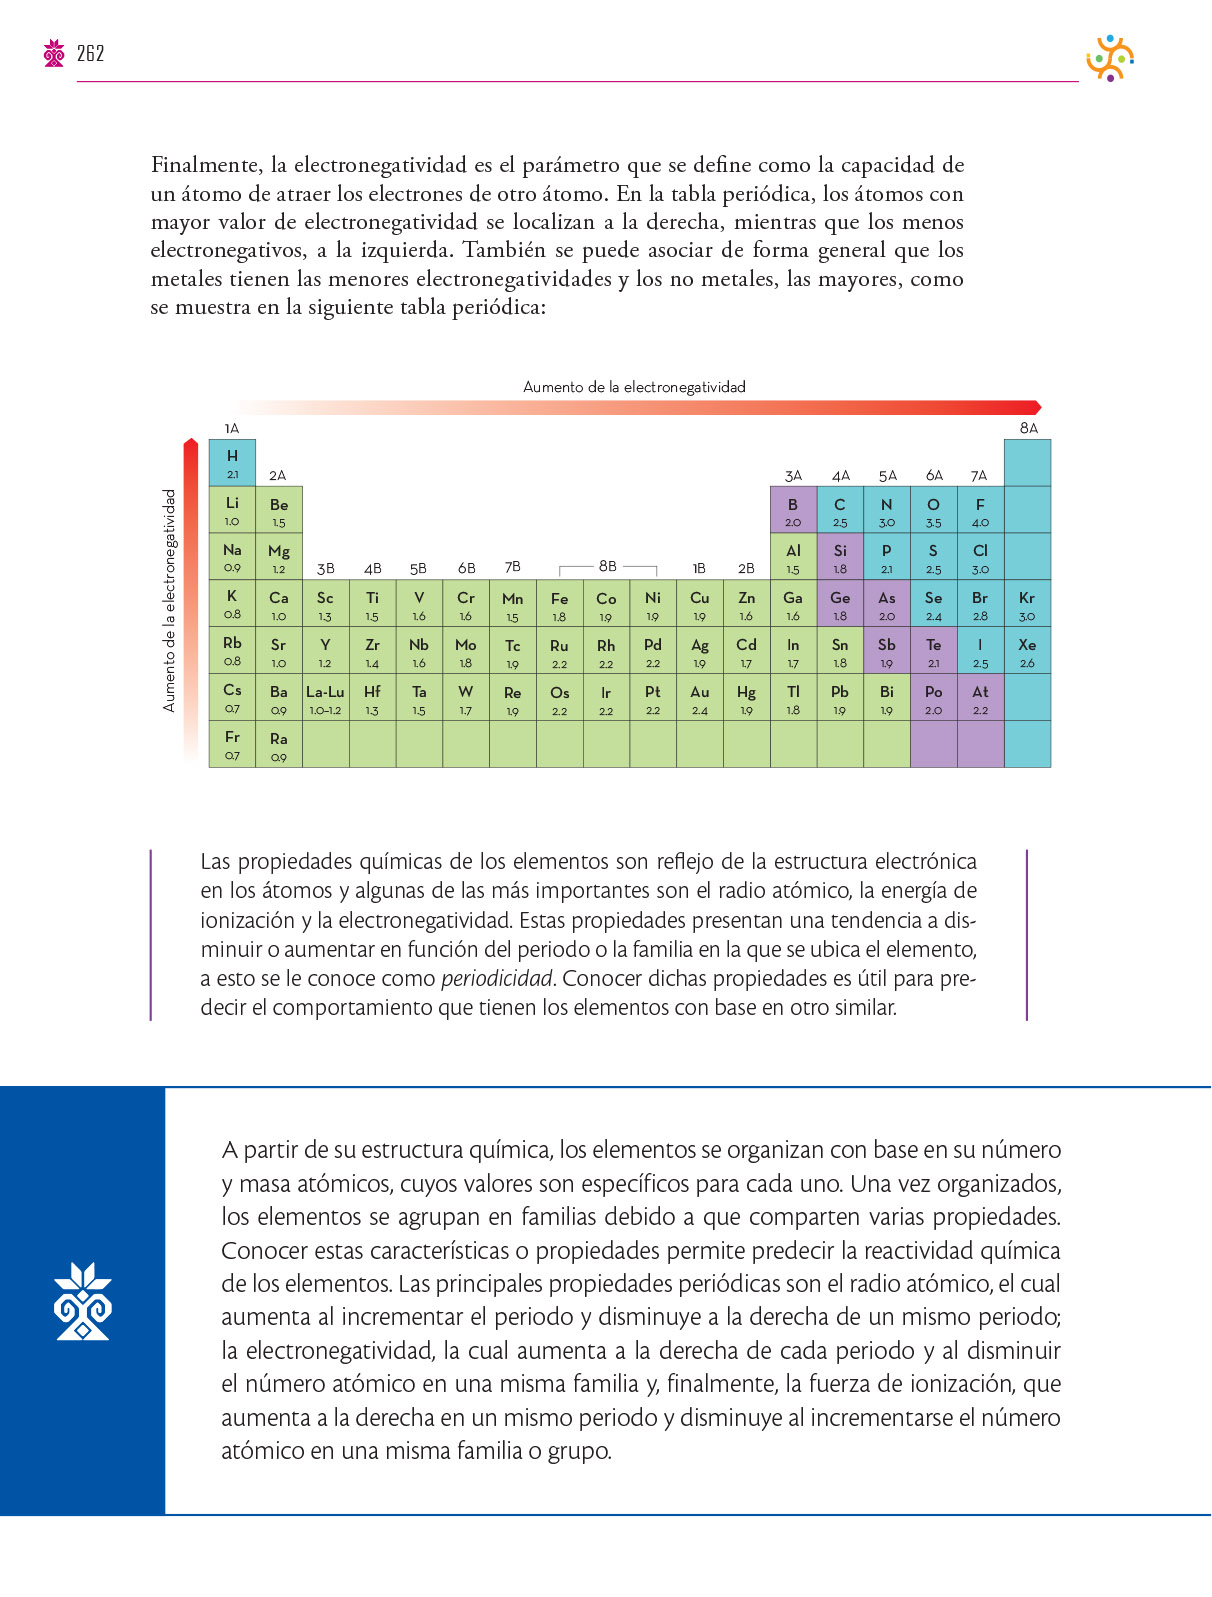 262
Finalmente, la electronegatividad es el parámetro que se define como la capacidad de
un átomo de atraer los electrones de otro átomo. En la tabla periódica, los átomos con
mayor valor de electronegatividad se localizan a la derecha, mientras que los menos
electronegativos, a la izquierda. También se puede asociar de forma general que los
metales tienen las menores electronegatividades y los no metales, las mayores, como
se muestra en la siguiente tabla periódica:
Aumento de la electronegatividad
Aumento de la electronegatividad
1A 8A
H
2.1
2A 3A 4A 5A 6A 7A
Li Be B C N O F
1.0 1.5 2.0 2.5 3.0 3.5 4.0
Na Mg Al Si P S Cl
0.9 1.2 1.5 1.8 2.1 2.5 3.0
3B 4B 5B 6B 7B 8B 1B 2B
K Ca Sc Ti V Cr Mn Fe Co Ni Cu Zn Ga Ge As Se Br Kr
0.8 1.0 1.3 1.5 1.6 1.6 1.5 1.8 1.9 1.9 1.9 1.6 1.6 1.8 2.0 2.4 2.8 3.0
Rb Sr Y Zr Nb Mo Tc Ru Rh Pd Ag Cd In Sn Sb Te I Xe
0.8 1.0 1.2 1.4 1.6 1.8 1.9 2.2 2.2 2.2 1.9 1.7 1.7 1.8 1.9 2.1 2.5 2.6
Cs Ba La-Lu Hf Ta W Re Os Ir Pt Au Hg Tl Pb Bi Po At
0.7 0.9 1.0–1.2 1.3 1.5 1.7 1.9 2.2 2.2 2.2 2.4 1.9 1.8 1.9 1.9 2.0 2.2
Fr Ra
0.7 0.9
Las propiedades químicas de los elementos son reflejo de la estructura electrónica
en los átomos y algunas de las más importantes son el radio atómico, la energía de
ionización y la electronegatividad. Estas propiedades presentan una tendencia a dis-
minuir o aumentar en función del periodo o la familia en la que se ubica el elemento,
a esto se le conoce como periodicidad. Conocer dichas propiedades es útil para pre-
decir el comportamiento que tienen los elementos con base en otro similar.
A partir de su estructura química, los elementos se organizan con base en su número
y masa atómicos, cuyos valores son específicos para cada uno. Una vez organizados,
los elementos se agrupan en familias debido a que comparten varias propiedades.
Conocer estas características o propiedades permite predecir la reactividad química
de los elementos. Las principales propiedades periódicas son el radio atómico, el cual
aumenta al incrementar el periodo y disminuye a la derecha de un mismo periodo;
la electronegatividad, la cual aumenta a la derecha de cada periodo y al disminuir
el número atómico en una misma familia y, finalmente, la fuerza de ionización, que
aumenta a la derecha en un mismo periodo y disminuye al incrementarse el número
atómico en una misma familia o grupo.